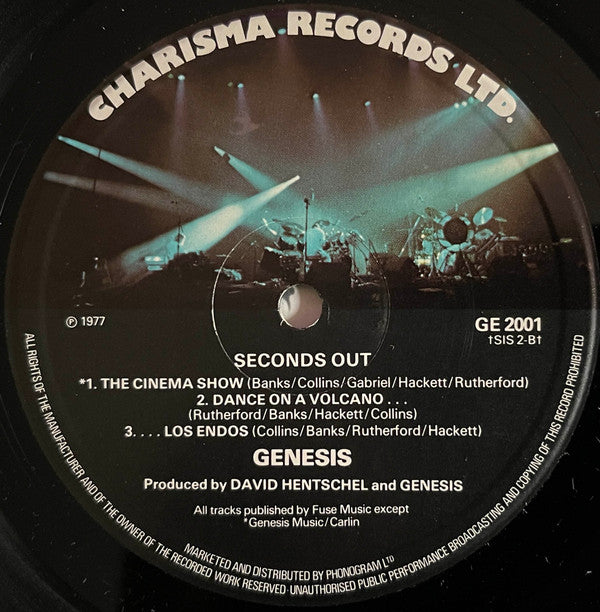 CHARISMA RECORDS LTD.
℗ 1977
GE 2001
†SIS 2-B†
SECONDS OUT
*1. THE CINEMA SHOW (Banks/Collins/Gabriel/Hackett/Rutherford)
2. DANCE ON A VOLCANO . . .
(Rutherford/Banks/Hackett/Collins)
3. . . . LOS ENDOS (Collins/Banks/Rutherford/Hackett)
GENESIS
Produced by DAVID HENTSCHEL and GENESIS
All tracks published by Fuse Music except
*Genesis Music/Carlin
ALL RIGHTS OF THE MANUFACTURER AND OF THE OWNER OF THE RECORDED WORK RESERVED · UNAUTHORISED PUBLIC PERFORMANCE BROADCASTING AND COPYING OF THIS RECORD PROHIBITED
MARKETED AND DISTRIBUTED BY PHONOGRAM LTD